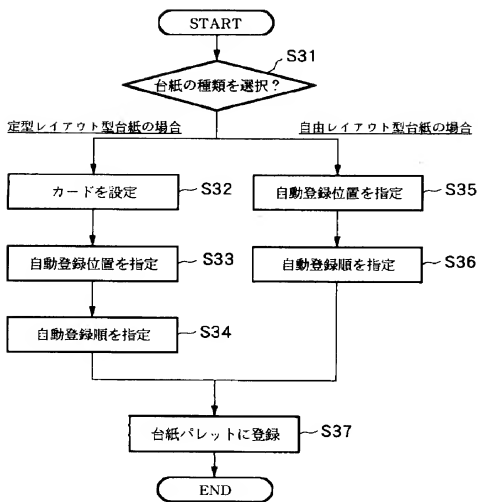 START
S31
台紙の種類を選択?
定型レイアウト型台紙の場合
自由レイアウト型台紙の場合
カードを設定
S32
自動登録位置を指定
S35
自動登録位置を指定
S33
自動登録順を指定
S36
自動登録順を指定
S34
台紙パレットに登録
S37
END